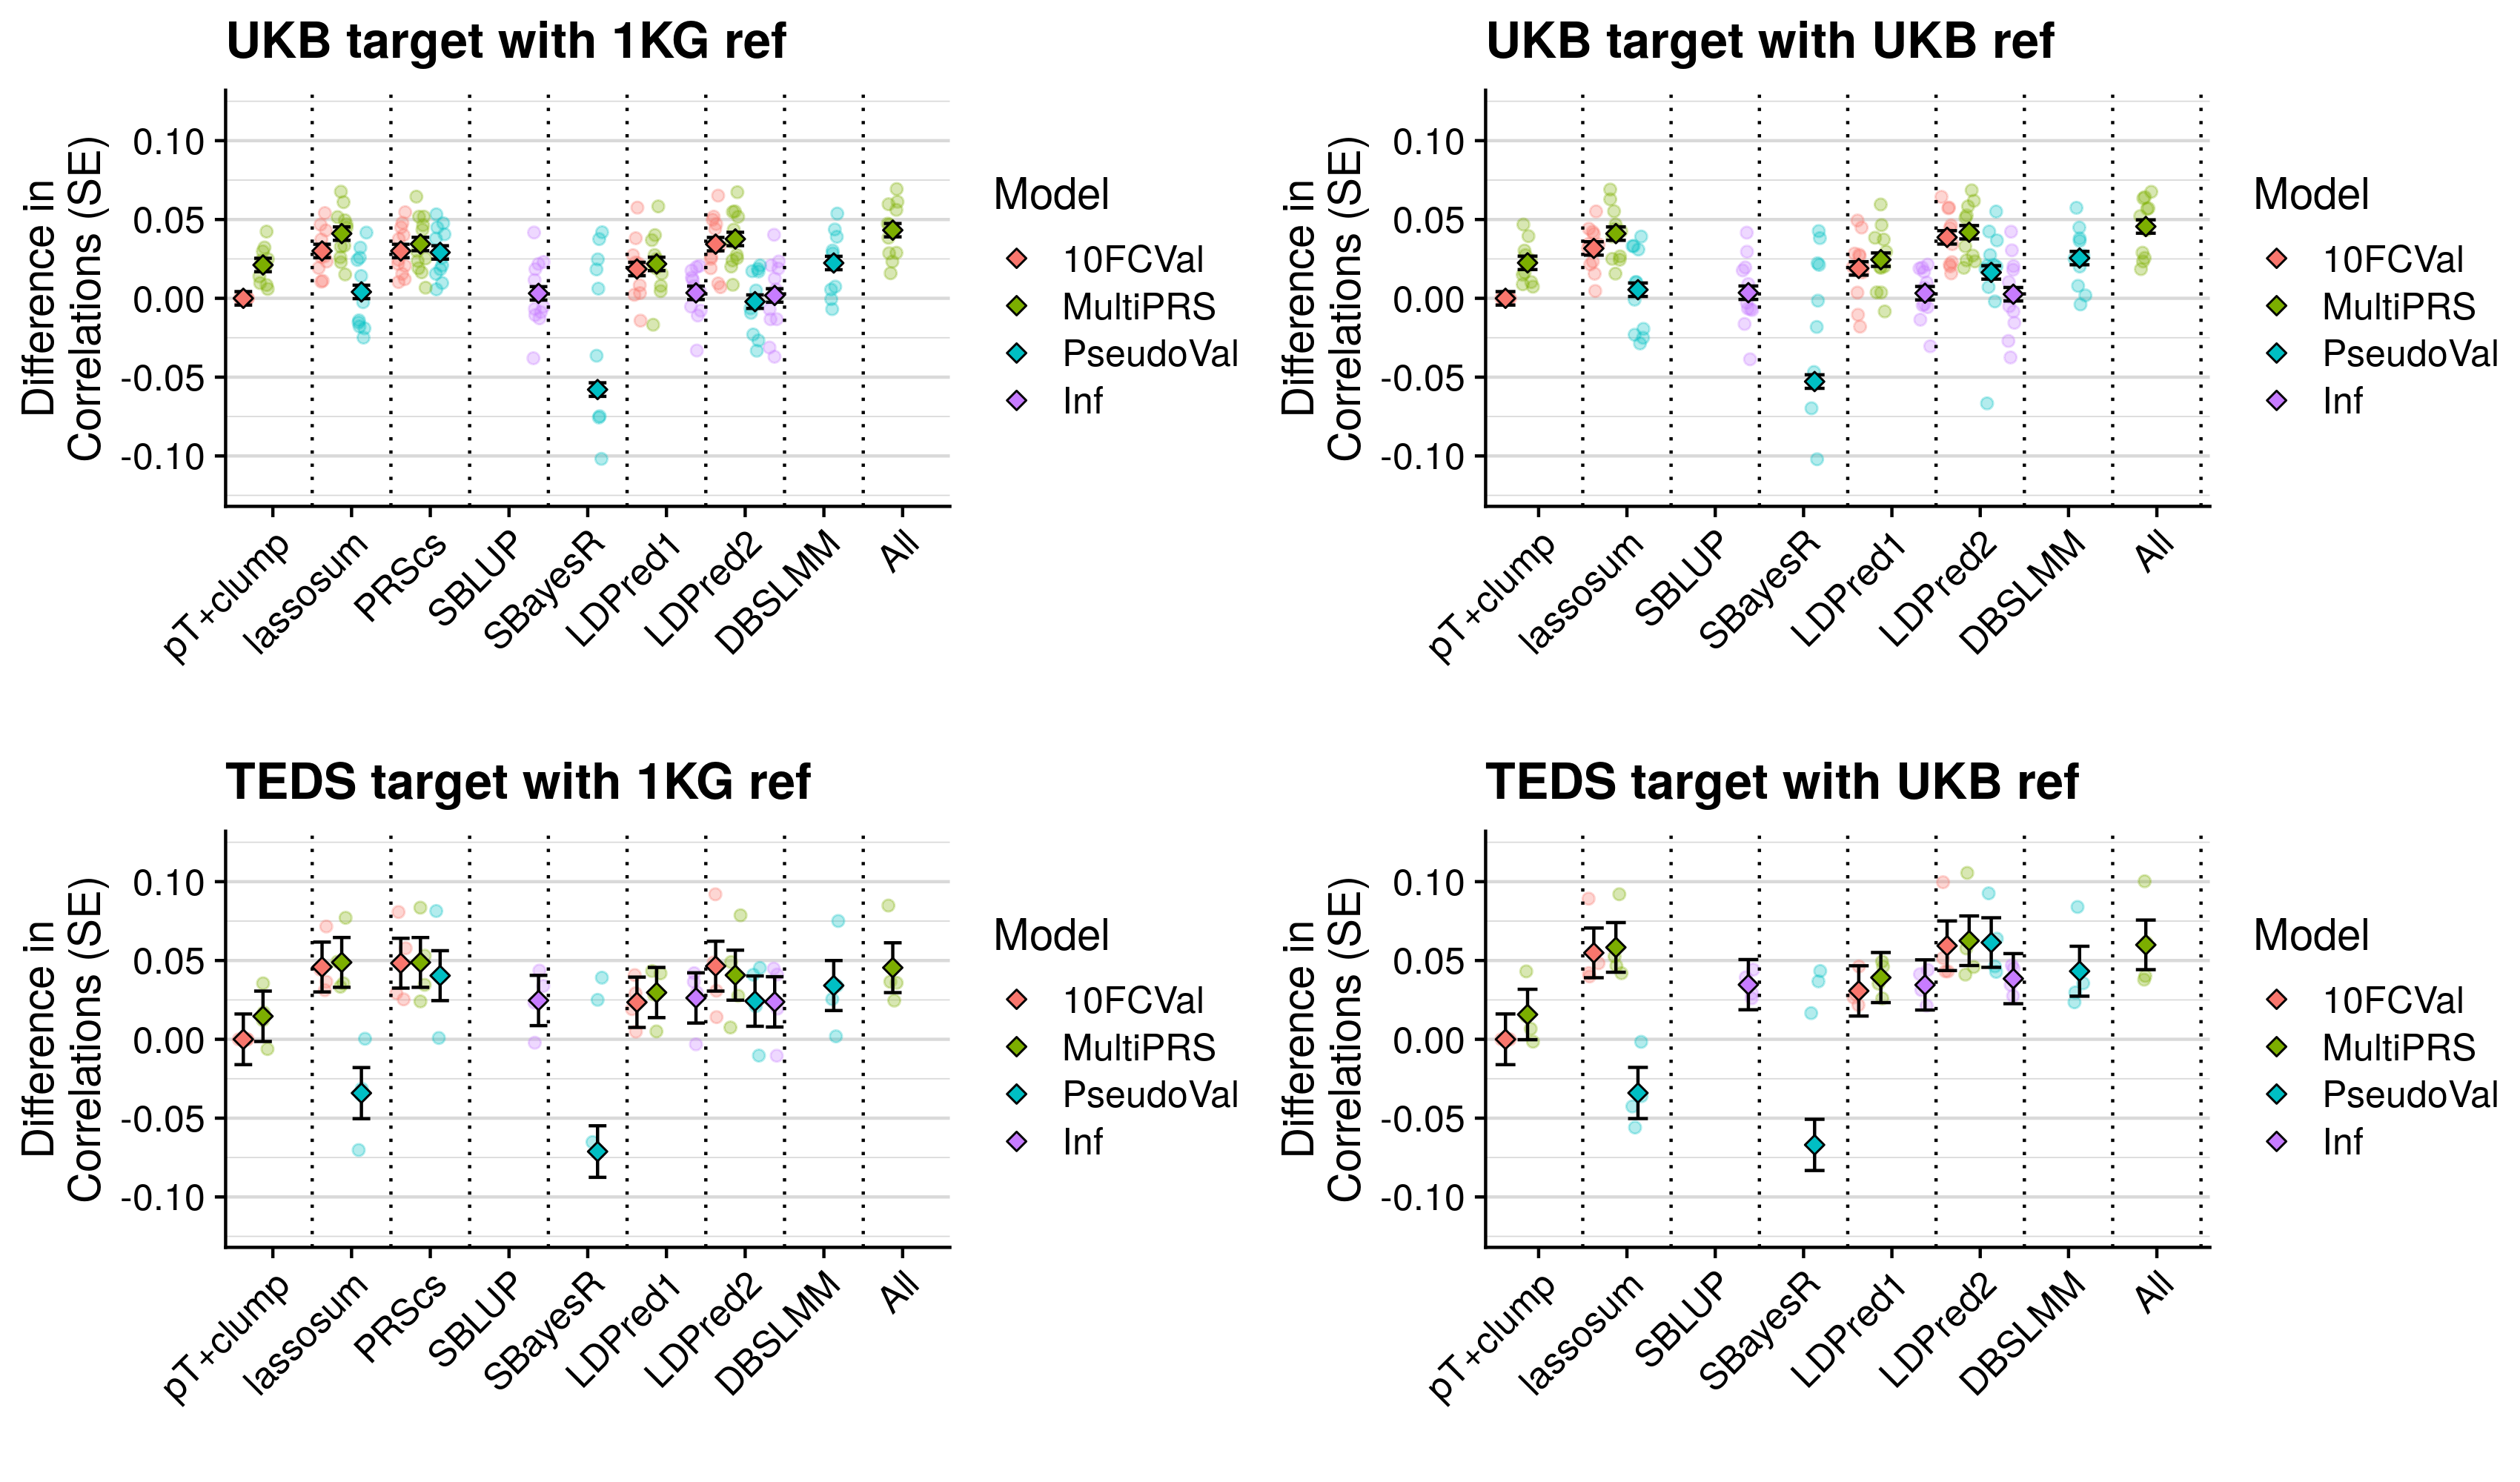 UKB target with 1KG ref
Difference in
Correlations (SE)
0.10
0.05
0.00
-0.05
-0.10
pT+clump
lassosum
PRScs
SBLUP
SBayesR
LDPred1
LDPred2
DBSLMM
All
Model
10FCVal
MultiPRS
PseudoVal
Inf
UKB target with UKB ref
Difference in
Correlations (SE)
0.10
0.05
0.00
-0.05
-0.10
pT+clump
lassosum
SBLUP
SBayesR
LDPred1
LDPred2
DBSLMM
All
Model
10FCVal
MultiPRS
PseudoVal
Inf
TEDS target with 1KG ref
Difference in
Correlations (SE)
0.10
0.05
0.00
-0.05
-0.10
pT+clump
lassosum
PRScs
SBLUP
SBayesR
LDPred1
LDPred2
DBSLMM
All
Model
10FCVal
MultiPRS
PseudoVal
Inf
TEDS target with UKB ref
Difference in
Correlations (SE)
0.10
0.05
0.00
-0.05
-0.10
pT+clump
lassosum
SBLUP
SBayesR
LDPred1
LDPred2
DBSLMM
All
Model
10FCVal
MultiPRS
PseudoVal
Inf